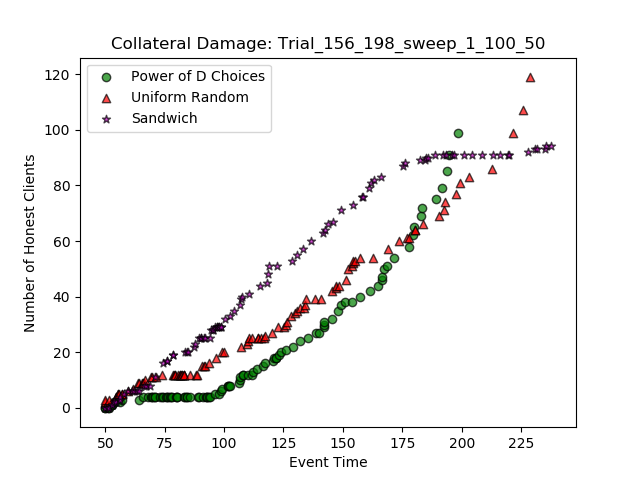 Collateral Damage: Trial_156_198_sweep_1_100_50
Power of D Choices
Uniform Random
Sandwich
Number of Honest Clients
120
100
80
60
40
20
0
50 75 100 125 150 175 200 225
Event Time